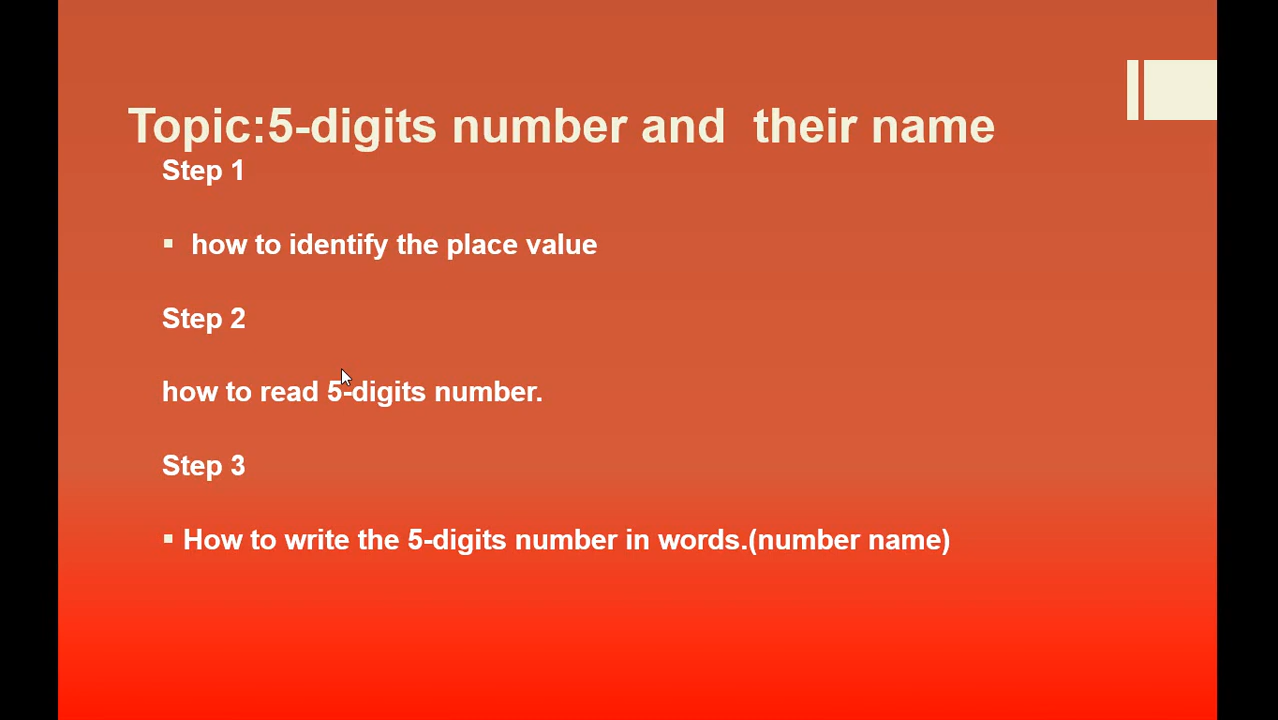 Topic:5-digits number and  their name
Step 1
▪ how to identify the place value
Step 2
how to read 5-digits number.
Step 3
▪ How to write the 5-digits number in words.(number name)